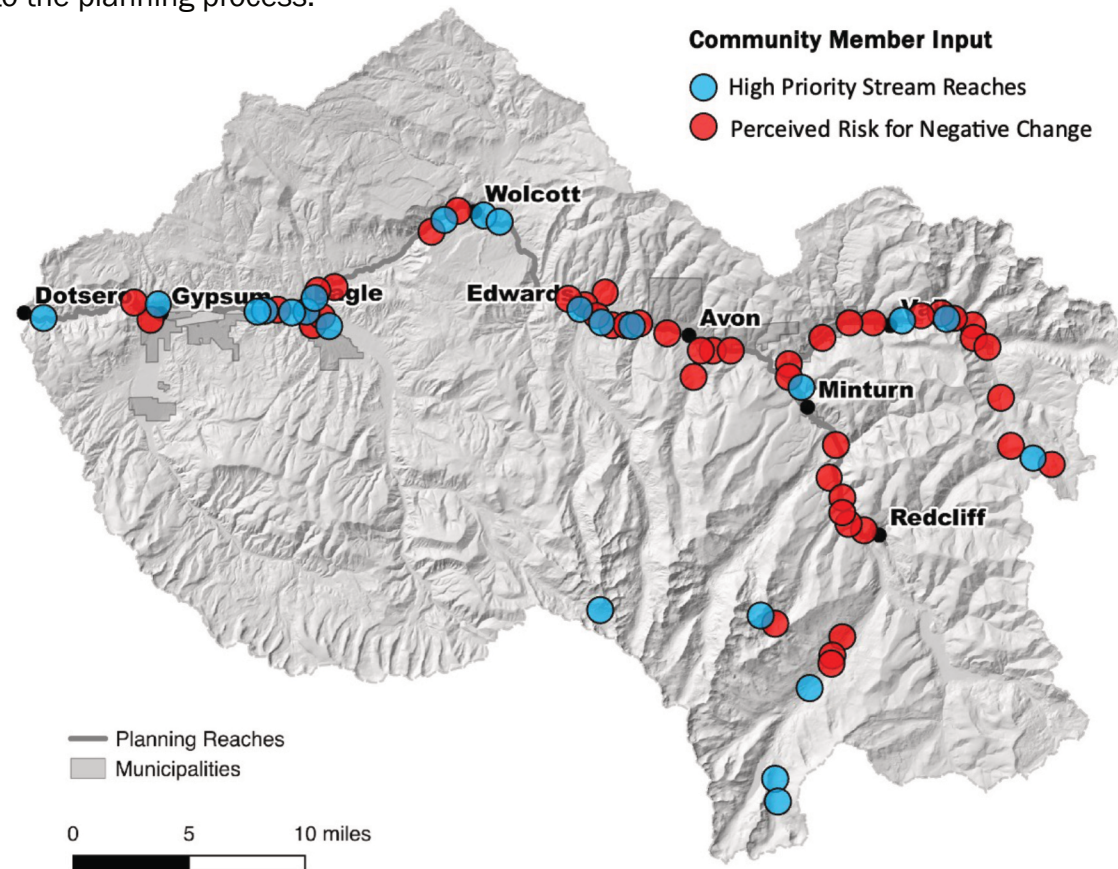 to the planning process.
Community Member Input
High Priority Stream Reaches
Perceived Risk for Negative Change
Wolcott
Dotsero
Gypsum
Eagle
Edwards
Avon
Minturn
Redcliff
Planning Reaches
Municipalities
0 5 10 miles